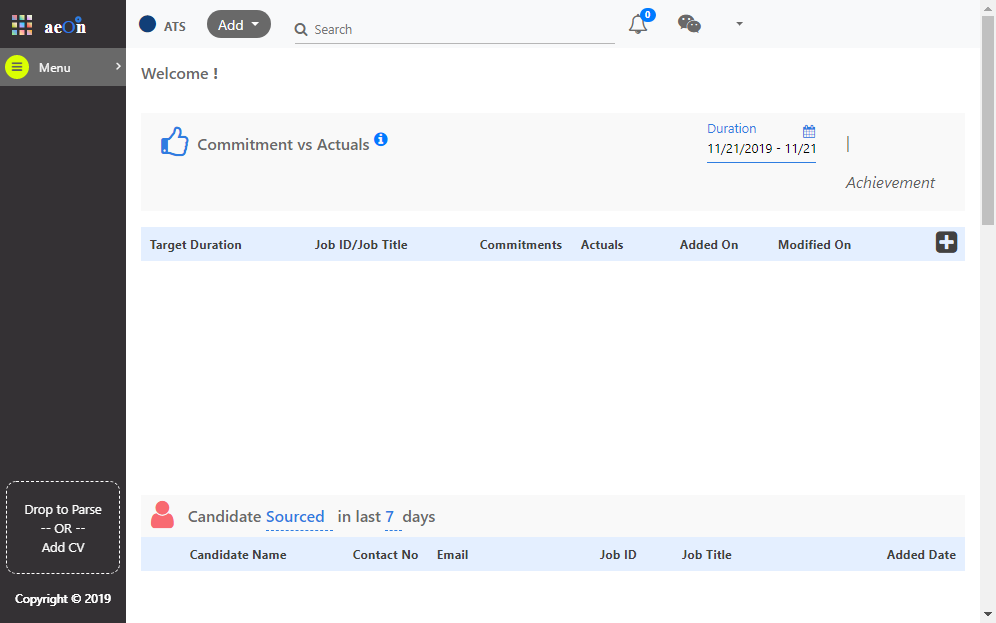 aeOn
ATS
Add
Search
0
Menu
Welcome !
Commitment vs Actuals
Duration
11/21/2019 - 11/21
Achievement
Target Duration Job ID/Job Title Commitments Actuals Added On Modified On
Candidate Sourced in last 7 days
Candidate Name Contact No Email Job ID Job Title Added Date
Drop to Parse
-- OR --
Add CV
Copyright © 2019